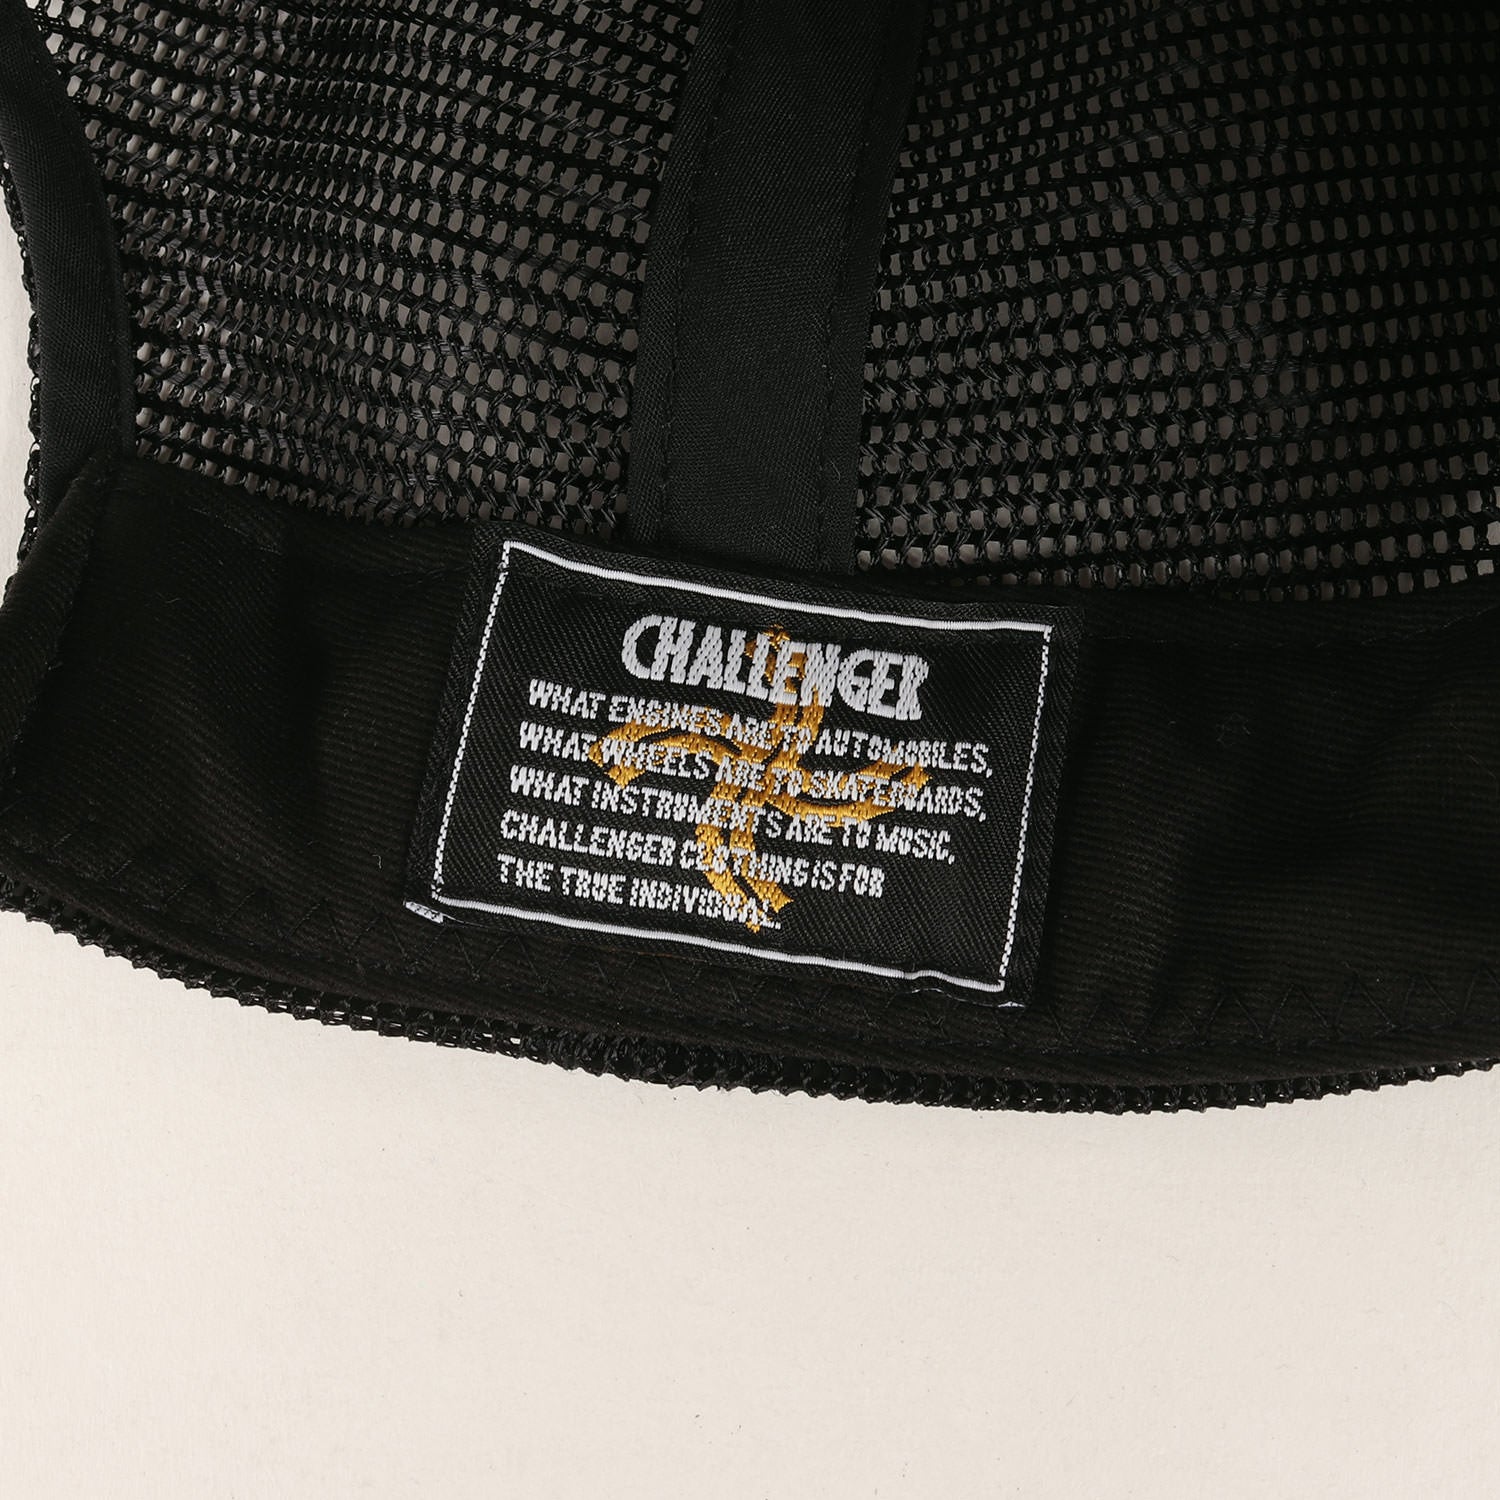 CHALLENGER
WHAT ENGINES ARE TO AUTOMOBILES,
WHAT WHEELS ARE TO SKATEBOARDS,
WHAT INSTRUMENTS ARE TO MUSIC,
CHALLENGER CLOTHING IS FOR
THE TRUE INDIVIDUAL.